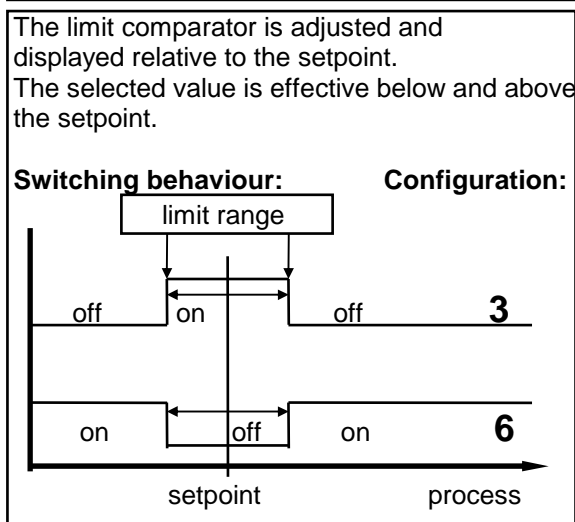 The limit comparator is adjusted and
displayed relative to the setpoint.
The selected value is effective below and above
the setpoint.
Switching behaviour: Configuration:
limit range
off on off 3
on off on 6
setpoint process